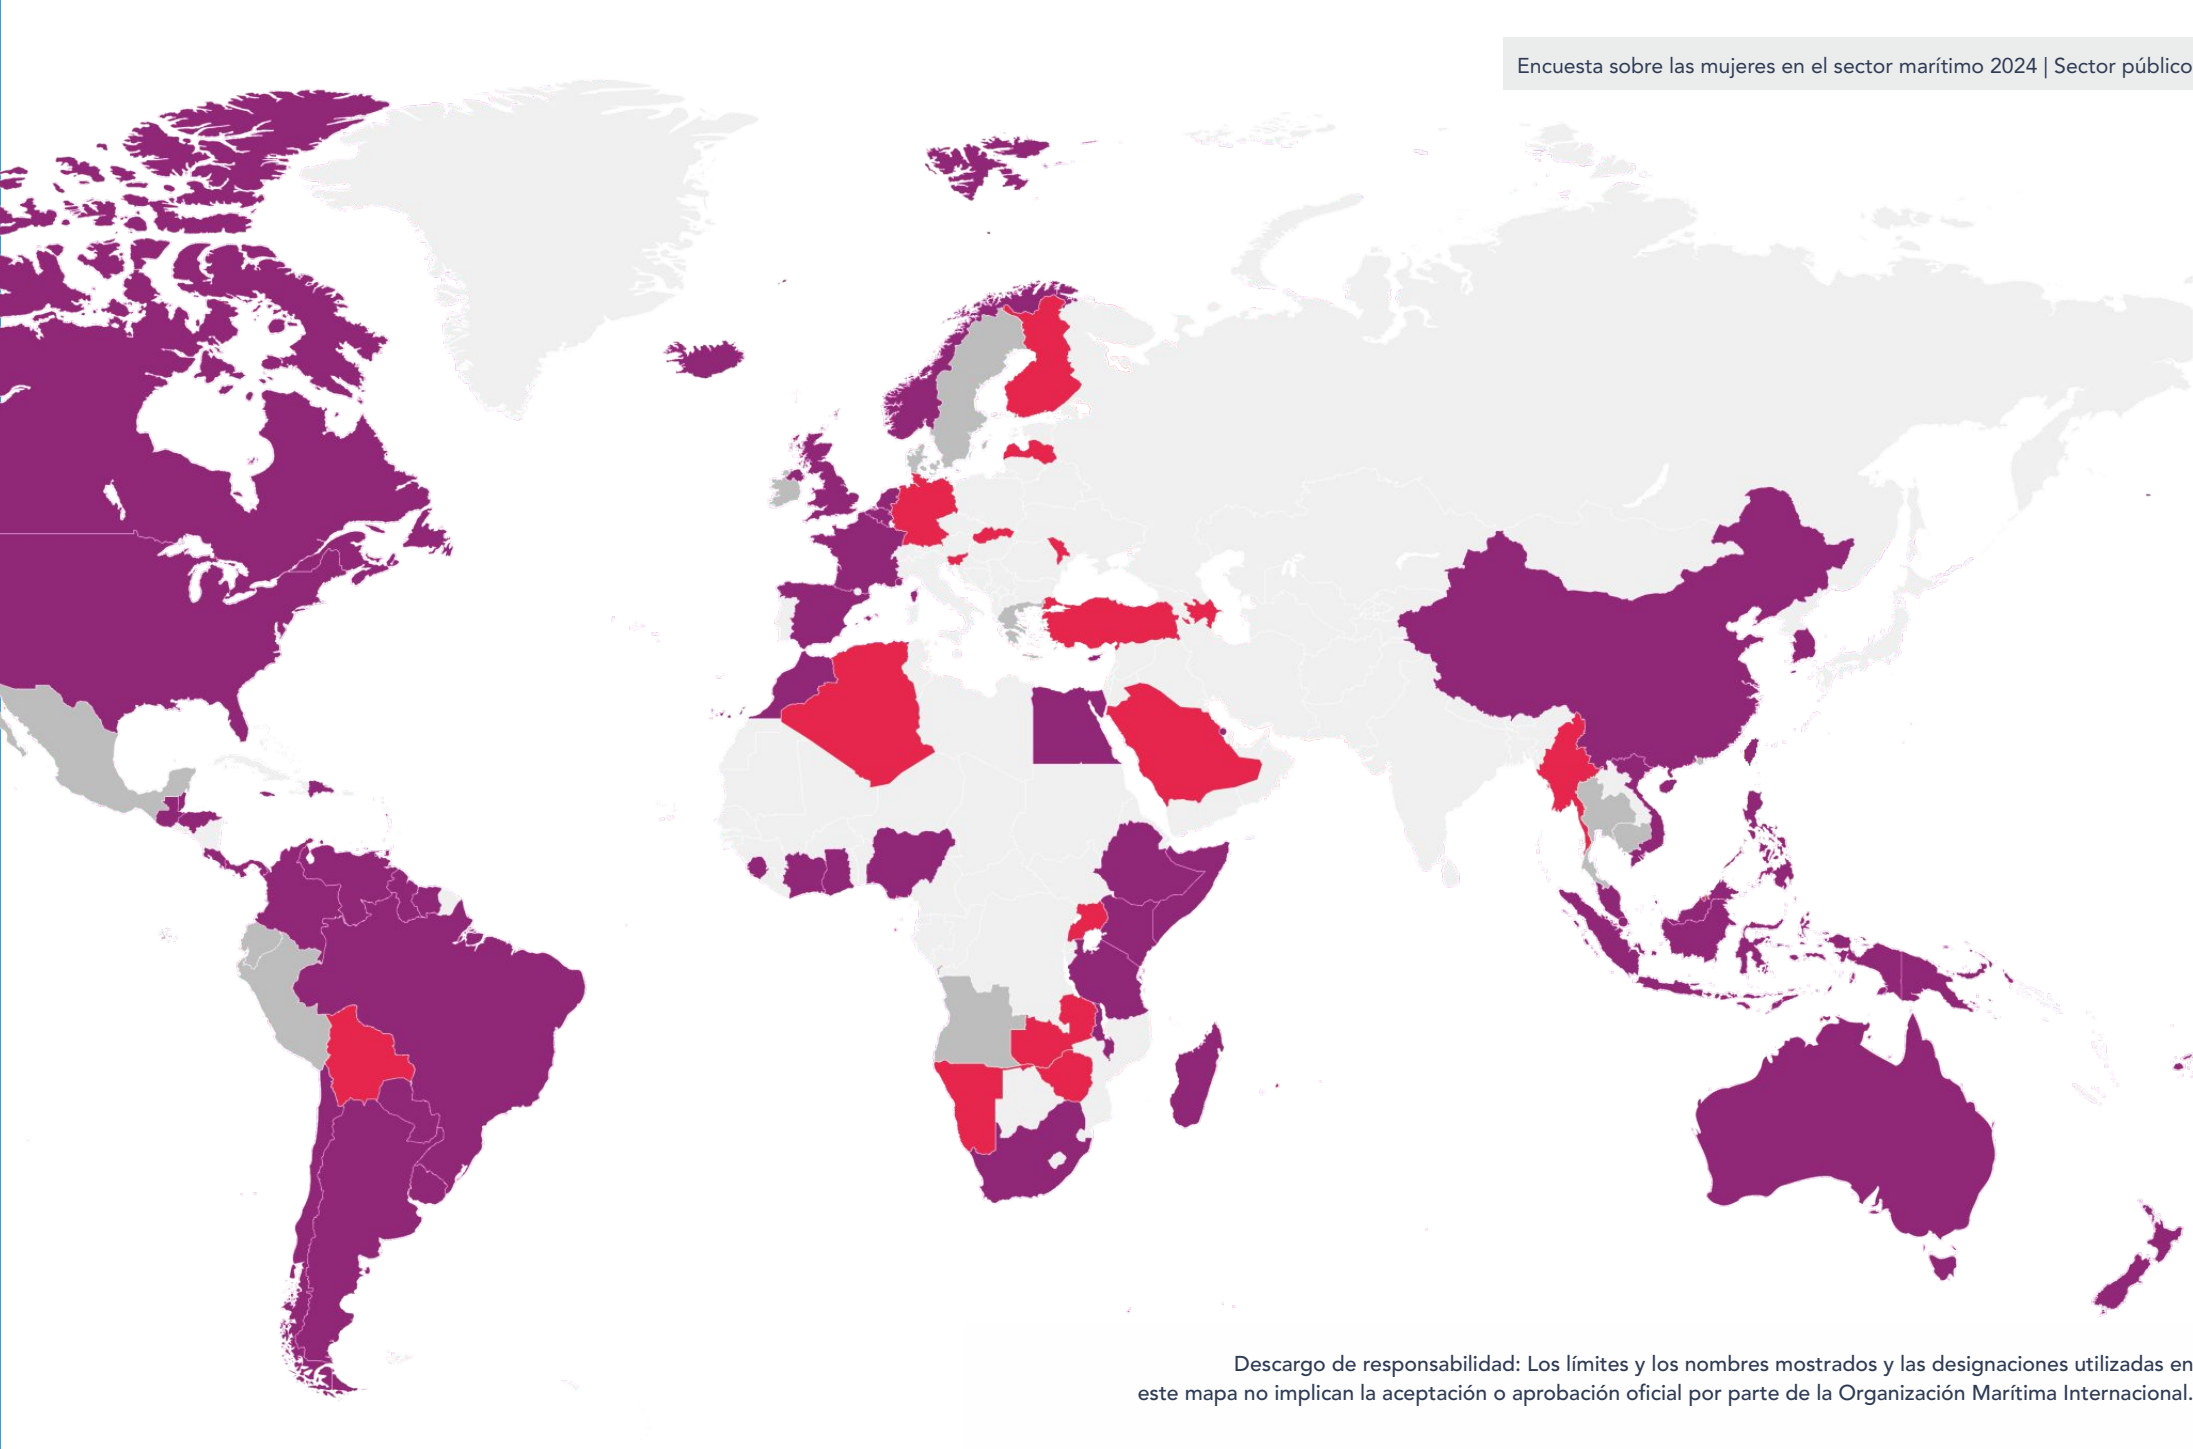 Encuesta sobre las mujeres en el sector marítimo 2024 | Sector público
Descargo de responsabilidad: Los límites y los nombres mostrados y las designaciones utilizadas en
este mapa no implican la aceptación o aprobación oficial por parte de la Organización Marítima Internacional.